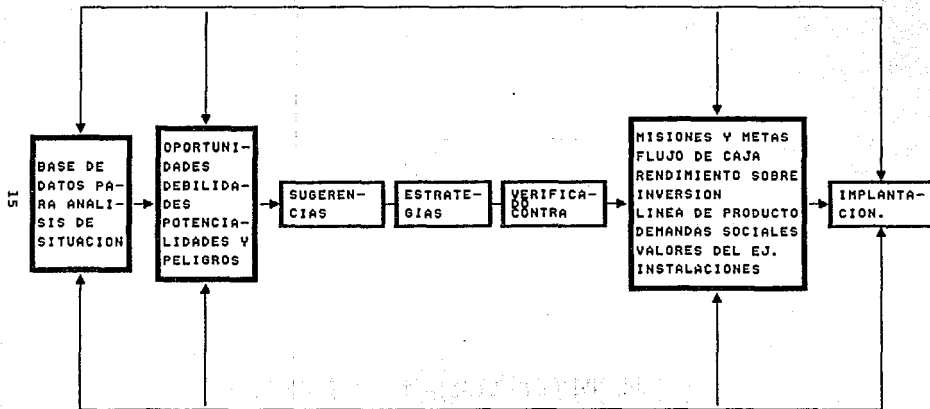 15
BASE DE
DATOS PA-
RA ANALI-
SIS DE
SITUACION
OPORTUNI-
DADES
DEBILIDA-
DES
POTENCIA-
LIDADES Y
PELIGROS
SUGEREN-
CIAS
ESTRATE-
GIAS
VERIFICA-
DO
CONTRA
MISIONES Y METAS
FLUJO DE CAJA
RENDIMIENTO SOBRE
INVERSION
LINEA DE PRODUCTO
DEMANDAS SOCIALES
VALORES DEL EJ.
INSTALACIONES
IMPLANTA-
CION.